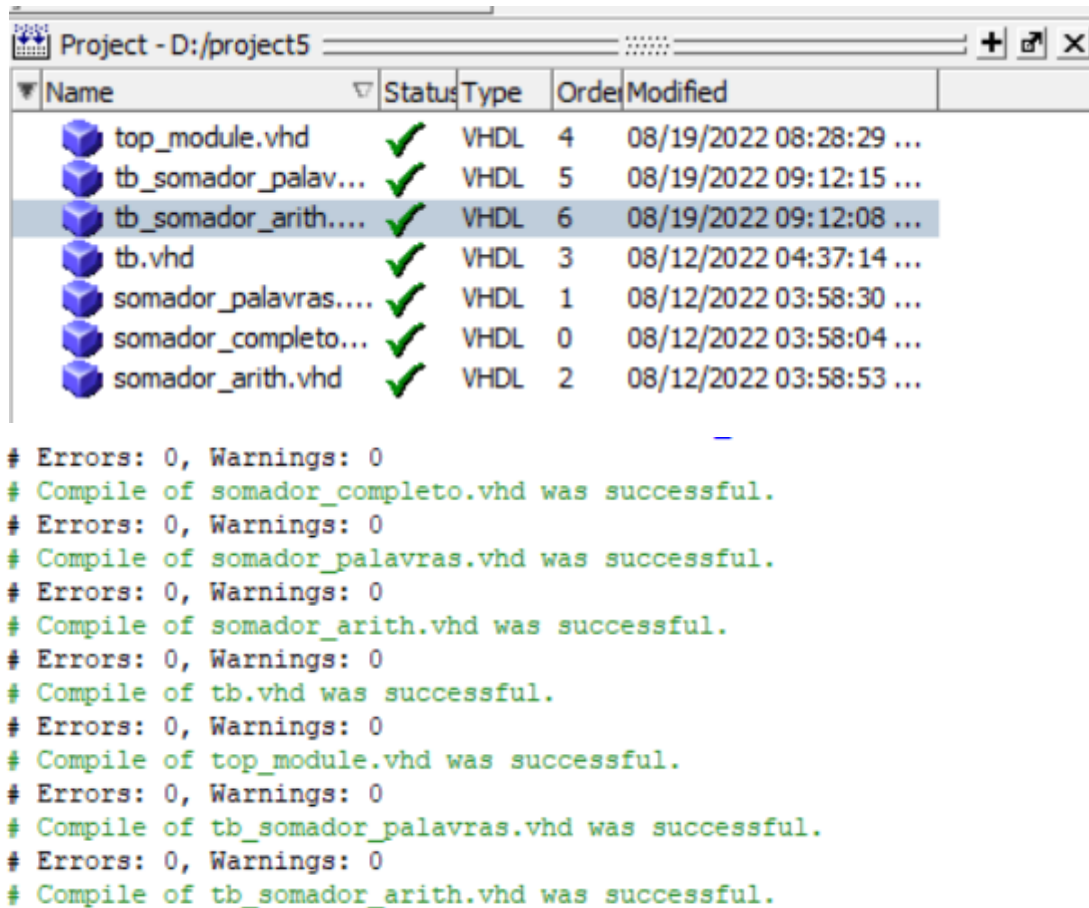 Project - D:/project5
Name Status Type Order Modified
top_module.vhd VHDL 4 08/19/2022 08:28:29 ...
tb_somador_palav... VHDL 5 08/19/2022 09:12:15 ...
tb_somador_arith.... VHDL 6 08/19/2022 09:12:08 ...
tb.vhd VHDL 3 08/12/2022 04:37:14 ...
somador_palavras.... VHDL 1 08/12/2022 03:58:30 ...
somador_completo... VHDL 0 08/12/2022 03:58:04 ...
somador_arith.vhd VHDL 2 08/12/2022 03:58:53 ...
# Errors: 0, Warnings: 0
# Compile of somador_completo.vhd was successful.
# Errors: 0, Warnings: 0
# Compile of somador_palavras.vhd was successful.
# Errors: 0, Warnings: 0
# Compile of somador_arith.vhd was successful.
# Errors: 0, Warnings: 0
# Compile of tb.vhd was successful.
# Errors: 0, Warnings: 0
# Compile of top_module.vhd was successful.
# Errors: 0, Warnings: 0
# Compile of tb_somador_palavras.vhd was successful.
# Errors: 0, Warnings: 0
# Compile of tb_somador_arith.vhd was successful.